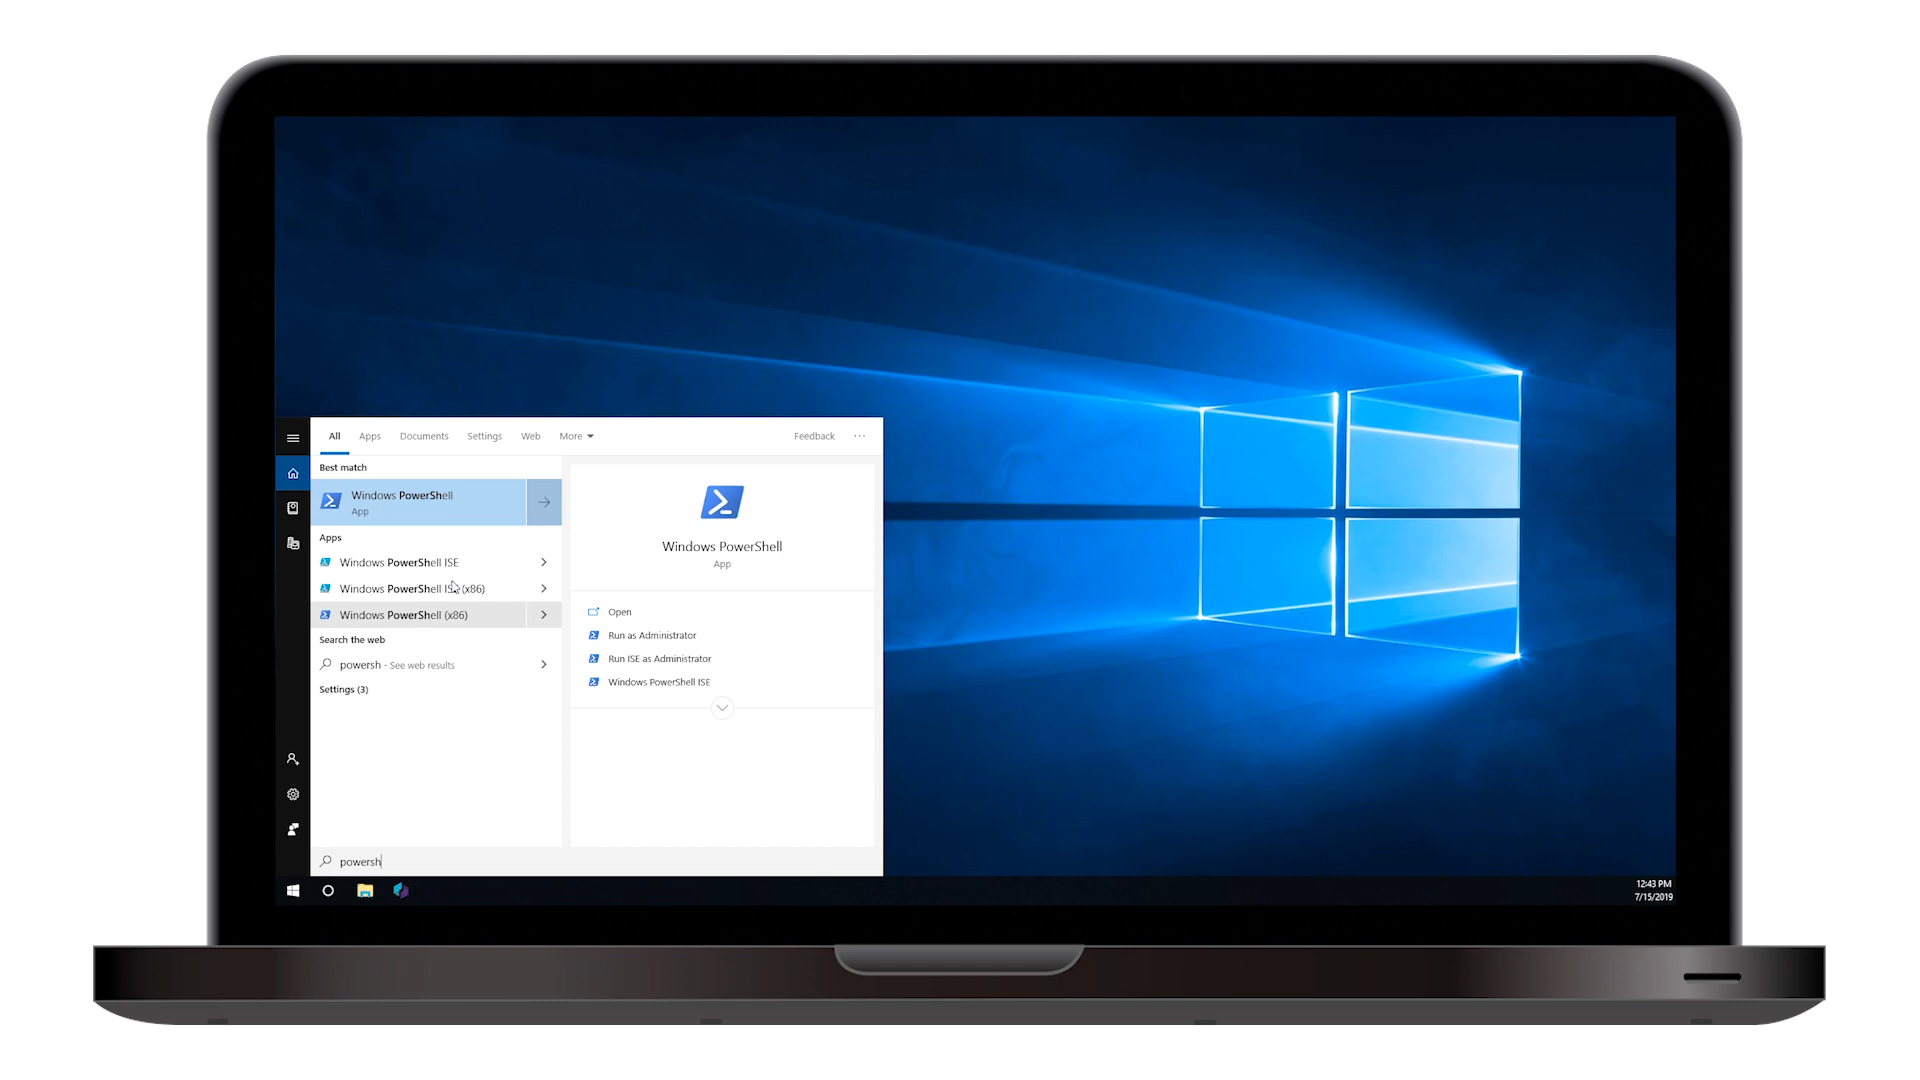 All Apps Documents Settings Web More Feedback ...
Best match
Windows PowerShell
App
Apps
Windows PowerShell ISE
Windows PowerShell (x86)
Windows PowerShell (x86)
Search the web
powersh - See web results
Settings (3)
Windows PowerShell
App
Open
Run as Administrator
Run ISE as Administrator
Windows PowerShell ISE
powersh
12:43 PM
7/15/2019